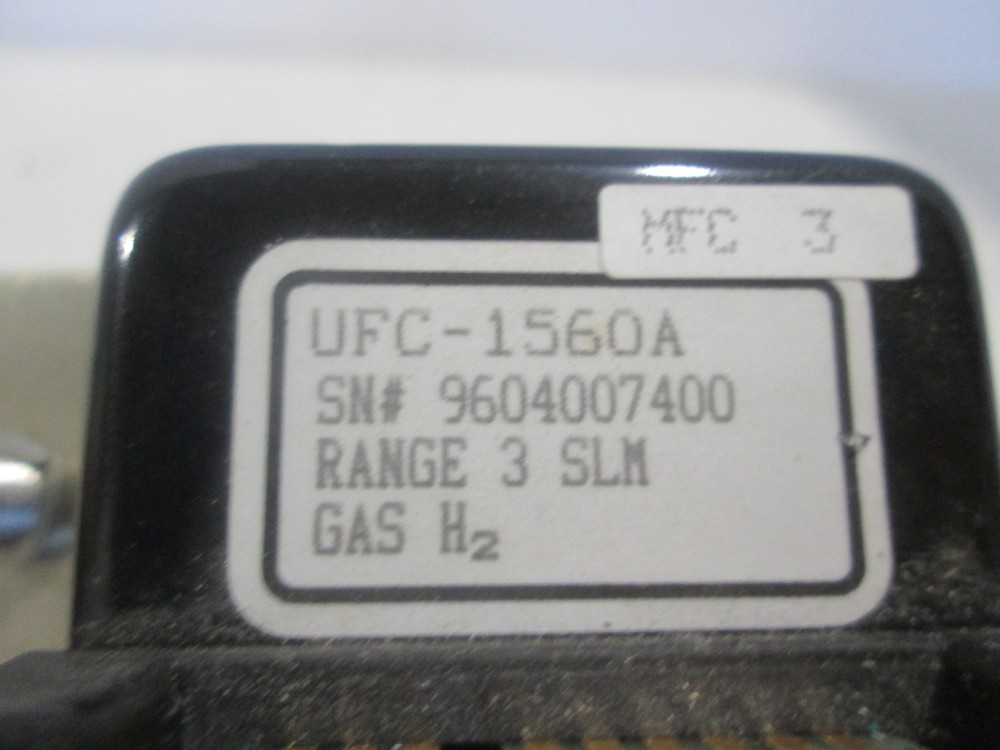 MFC 3
UFC-1560A
SN# 9604007400
RANGE 3 SLM
GAS H₂